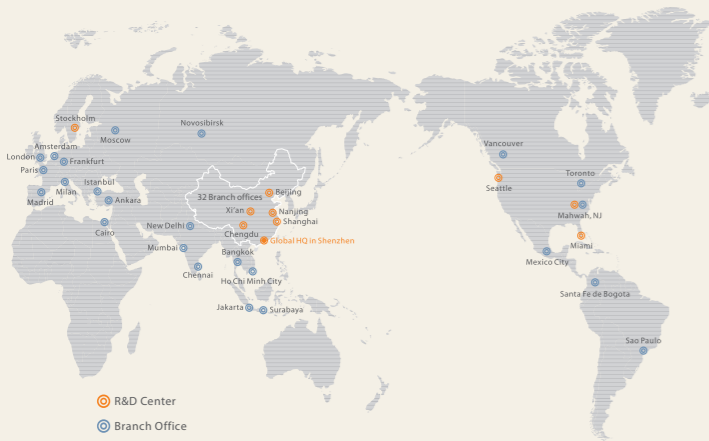 Stockholm
Moscow
Novosibirsk
Amsterdam
London
Frankfurt
Paris
Milan
Istanbul
Madrid
Ankara
Cairo
32 Branch offices
Beijing
Xi'an
Nanjing
Shanghai
Chengdu
New Delhi
Global HQ in Shenzhen
Mumbai
Bangkok
Chennai
Ho Chi Minh City
Jakarta
Surabaya
Vancouver
Toronto
Seattle
Mahwah, NJ
Miami
Mexico City
Santa Fe de Bogota
Sao Paulo
R&D Center
Branch Office